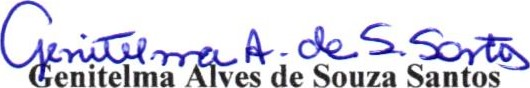 Genitelma A. de S. Santos
Genitelma Alves de Souza Santos